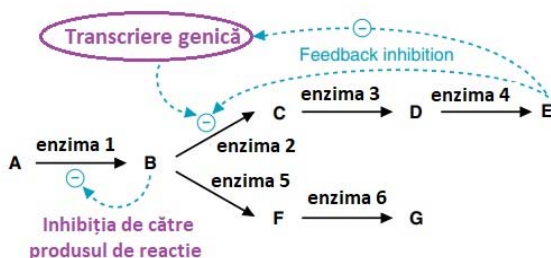 Transcriere genică
−
Feedback inhibition
−
C enzima 3 D enzima 4 E
A enzima 1 B enzima 2
−
enzima 5
F enzima 6 G
Inhibiția de către
produsul de reactie